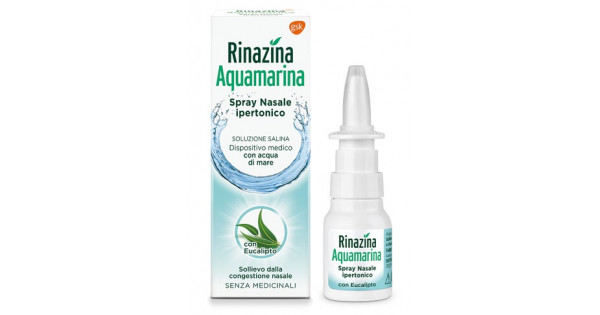 gsk
Rinazina
Aquamarina
Spray Nasale
ipertonico
SOLUZIONE SALINA
Dispositivo medico
con acqua
di mare
con
Eucalipto
Sollievo dalla
congestione nasale
SENZA MEDICINALI
Rinazina
Aquamarina
Spray Nasale
ipertonico
con Eucalipto